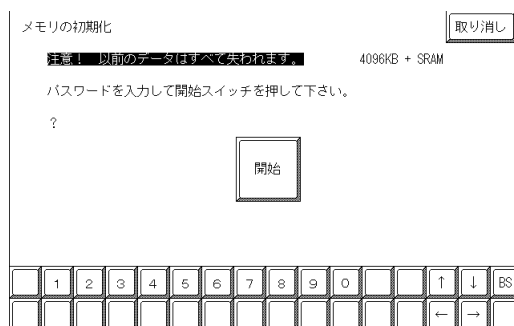 メモリの初期化
取り消し
注意！ 以前のデータはすべて失われます。 4096KB + SRAM
パスワードを入力して開始スイッチを押して下さい。
?
開始
1 2 3 4 5 6 7 8 9 0 ↑ ↓ BS
← →